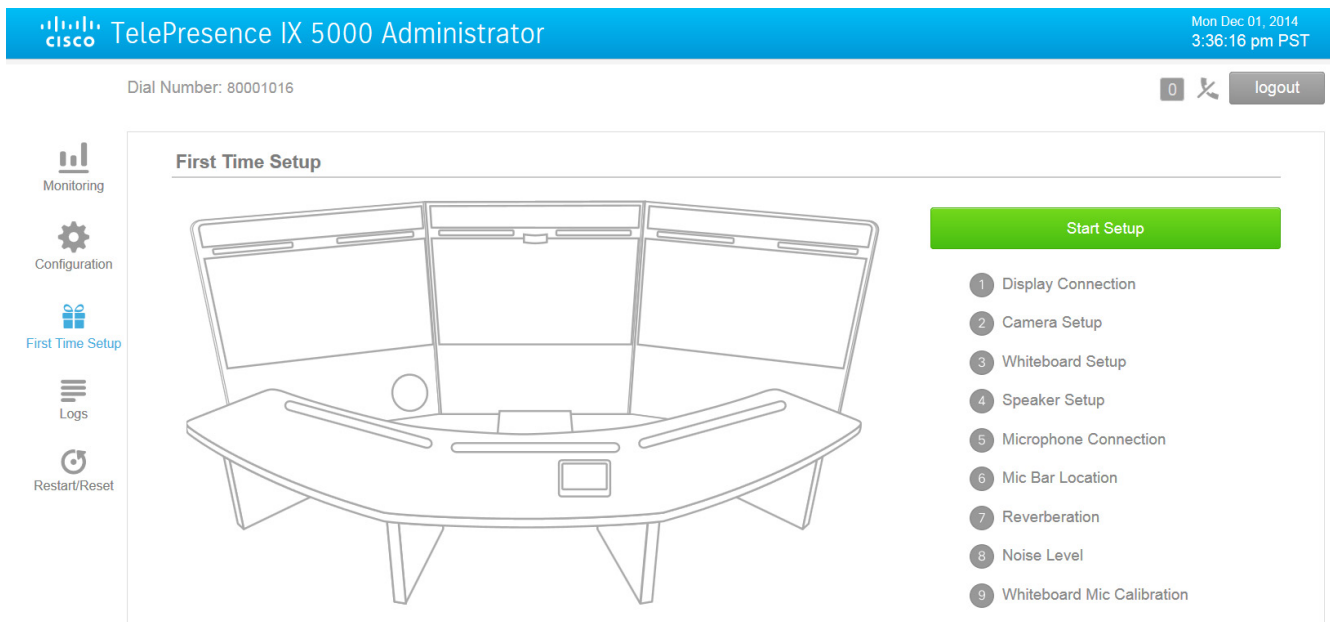 CISCO TelePresence IX 5000 Administrator
Mon Dec 01, 2014
3:36:16 pm PST
Dial Number: 80001016
0
logout
Monitoring
Configuration
First Time Setup
Logs
Restart/Reset
First Time Setup
Start Setup
1 Display Connection
2 Camera Setup
3 Whiteboard Setup
4 Speaker Setup
5 Microphone Connection
6 Mic Bar Location
7 Reverberation
8 Noise Level
9 Whiteboard Mic Calibration